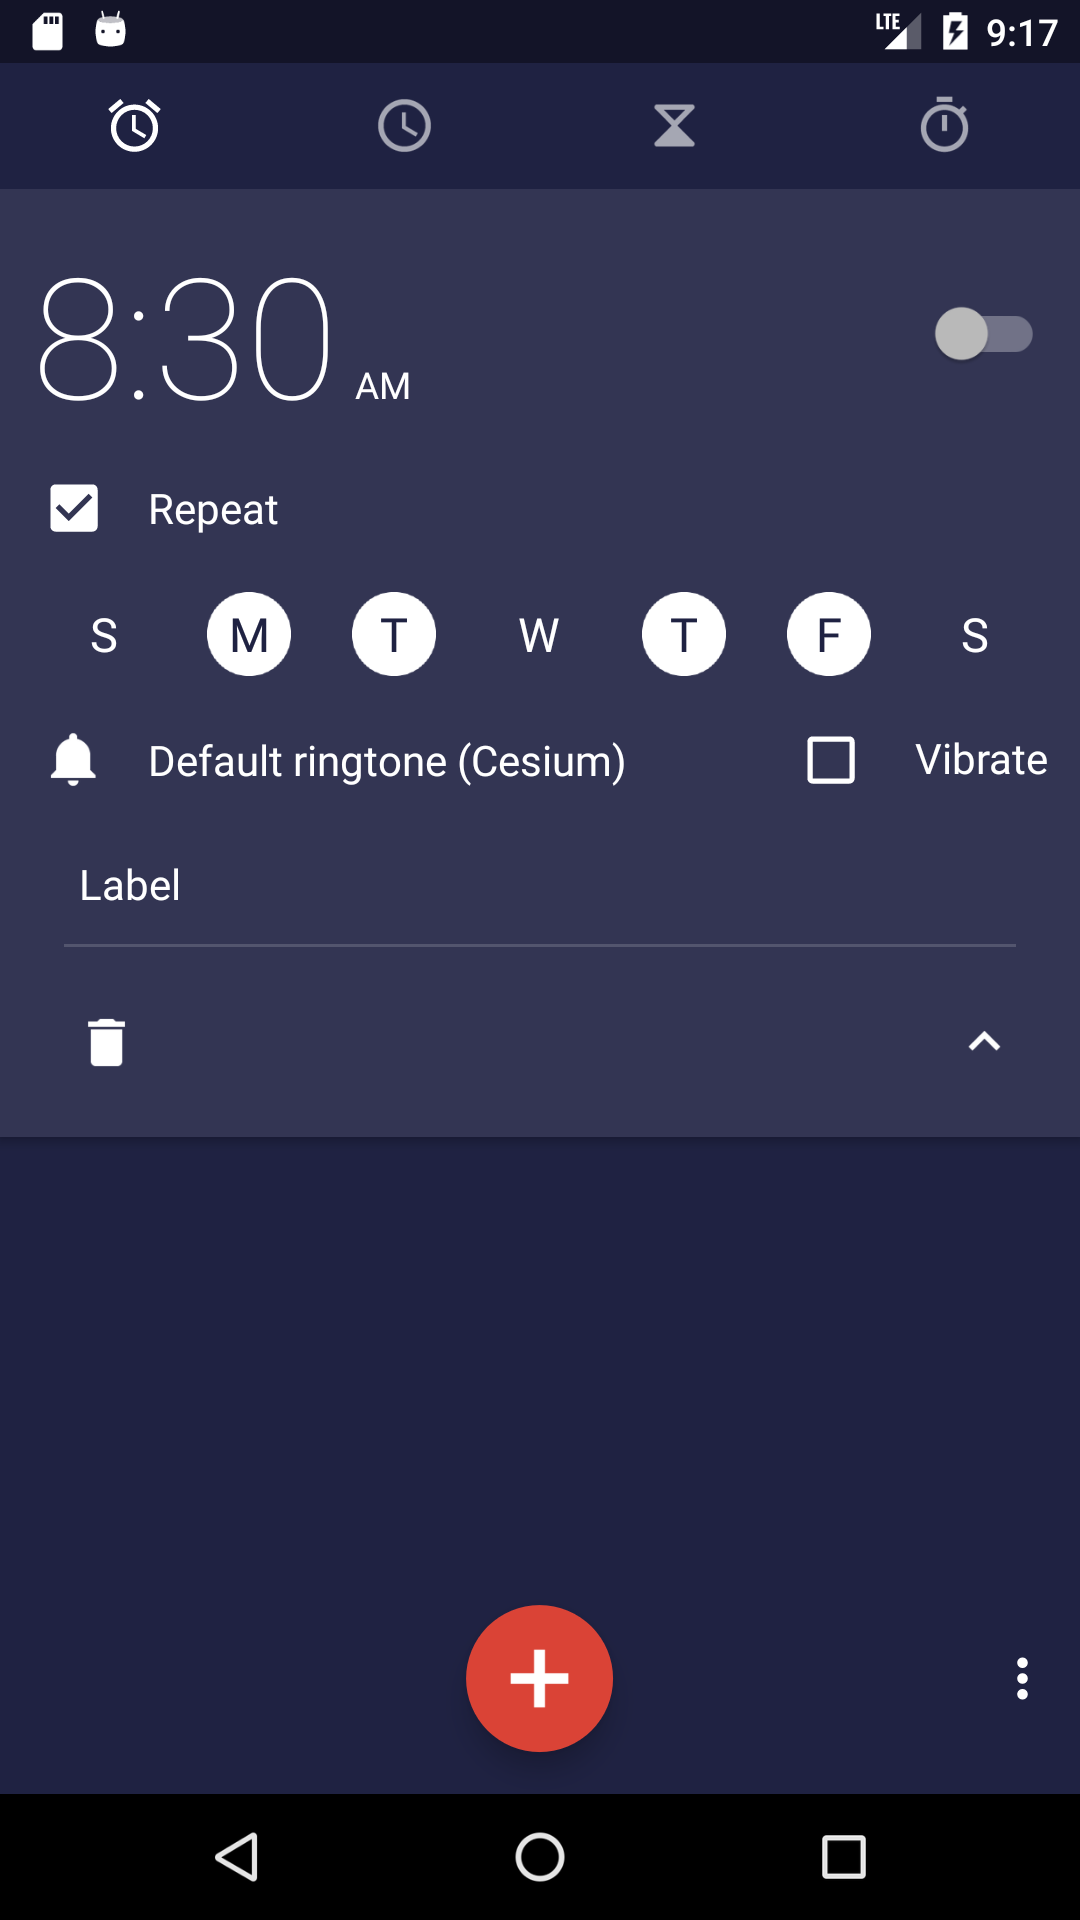 LTE 9:17
8:30 AM
Repeat
S M T W T F S
Default ringtone (Cesium) Vibrate
Label